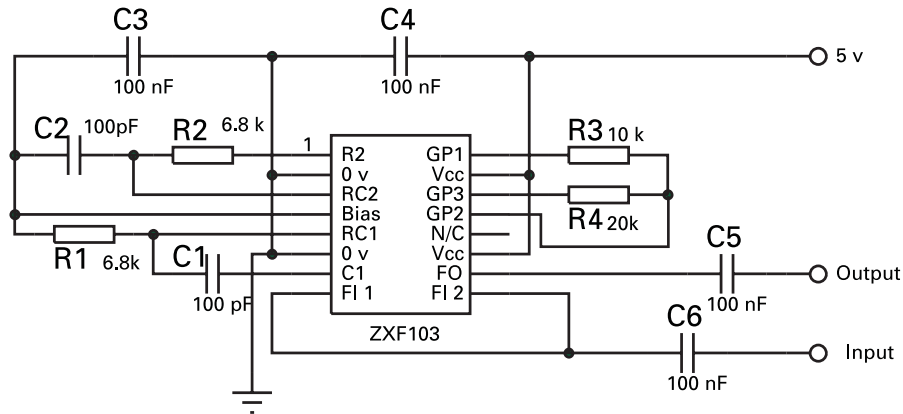 C3
C4
100 nF
100 nF
5 v
C2
100pF
R2
6.8 k
1
R3
10 k
R2
GP1
0 v
Vcc
RC2
GP3
Bias
GP2
RC1
N/C
0 v
Vcc
C1
FO
FI 1
FI 2
R4
20k
R1
6.8k
C1
100 pF
C5
100 nF
Output
ZXF103
C6
100 nF
Input